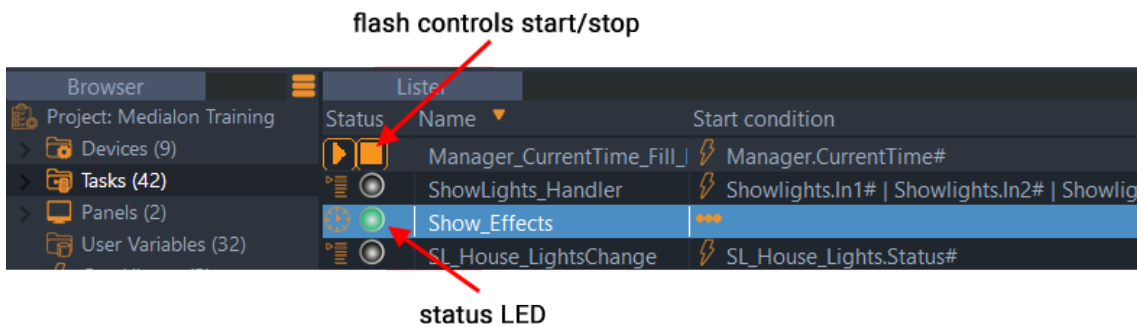 flash controls start/stop
Browser
Lister
Project: Medialon Training
Status Name Start condition
Devices (9)
Manager_CurrentTime_Fill_ Manager.CurrentTime#
Tasks (42)
ShowLights_Handler Showlights.In1# | Showlights.In2# | Showlig
Panels (2)
Show_Effects
User Variables (32)
SL_House_LightsChange SL_House_Lights.Status#
status LED